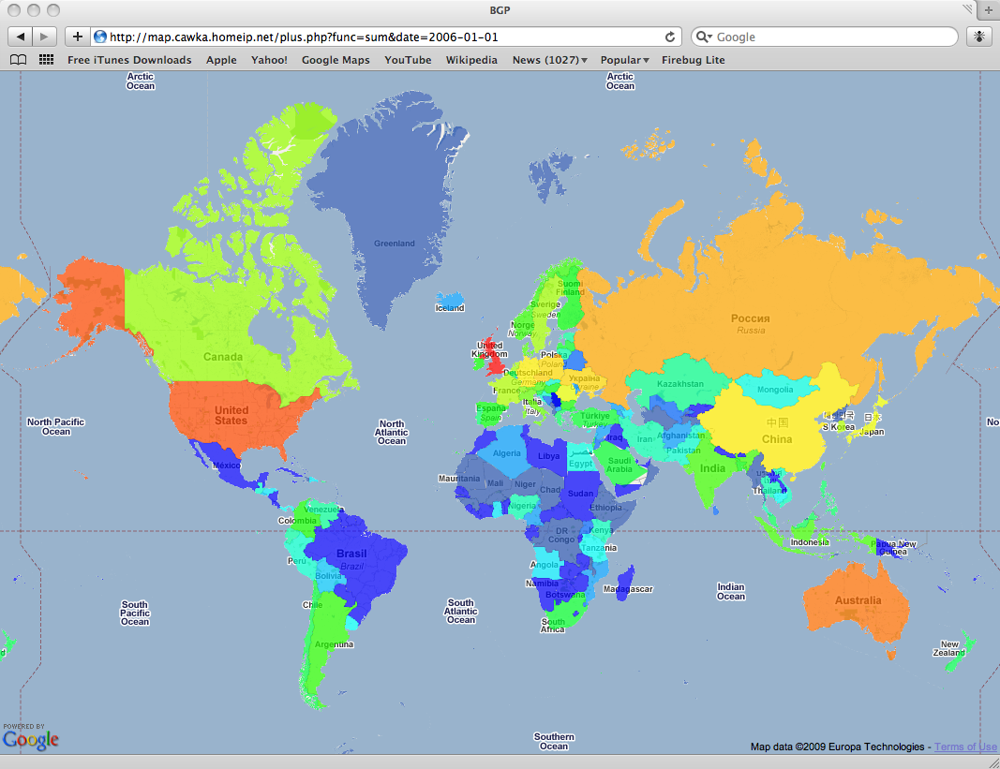 BGP
http://map.cawka.homeip.net/plus.php?func=sum&date=2006-01-01
Google
Free iTunes Downloads
Apple
Yahoo!
Google Maps
YouTube
Wikipedia
News (1027)
Popular
Firebug Lite
Arctic
Ocean
Arctic
Ocean
Greenland
Iceland
Suomi
Finland
Sverige
Sweden
Norge
Norway
Россия
Russia
United
Kingdom
Polska
Poland
Canada
Deutschland
Germany
Україна
Ukraine
France
Kazakhstan
Mongolia
Italia
Italy
España
Spain
United
States
Türkiye
Turkey
中国
China
S Korea
Japan
North Pacific
Ocean
North
Atlantic
Ocean
No
Iraq
Iran
Afghanistan
Pakistan
Algeria
Libya
Egypt
Saudi
Arabia
India
México
Mauritania
Mali
Niger
Chad
Sudan
Thailand
Nigeria
Ethiopia
Venezuela
Colombia
DR
Congo
Kenya
Tanzania
Indonesia
Papua New
Guinea
Brasil
Brazil
Perú
Bolivia
Angola
Namibia
Botswana
Madagascar
Indian
Ocean
Australia
South
Pacific
Ocean
Chile
South
Atlantic
Ocean
South
Africa
Argentina
New
Zealand
d
Southern
Ocean
POWERED BY
Google
Map data ©2009 Europa Technologies - Terms of Use